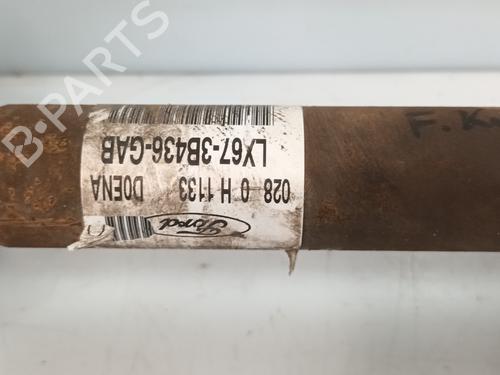 LX67-3B436-GAB
028 0 H 1133 DOENA
Ford
B-PARTS